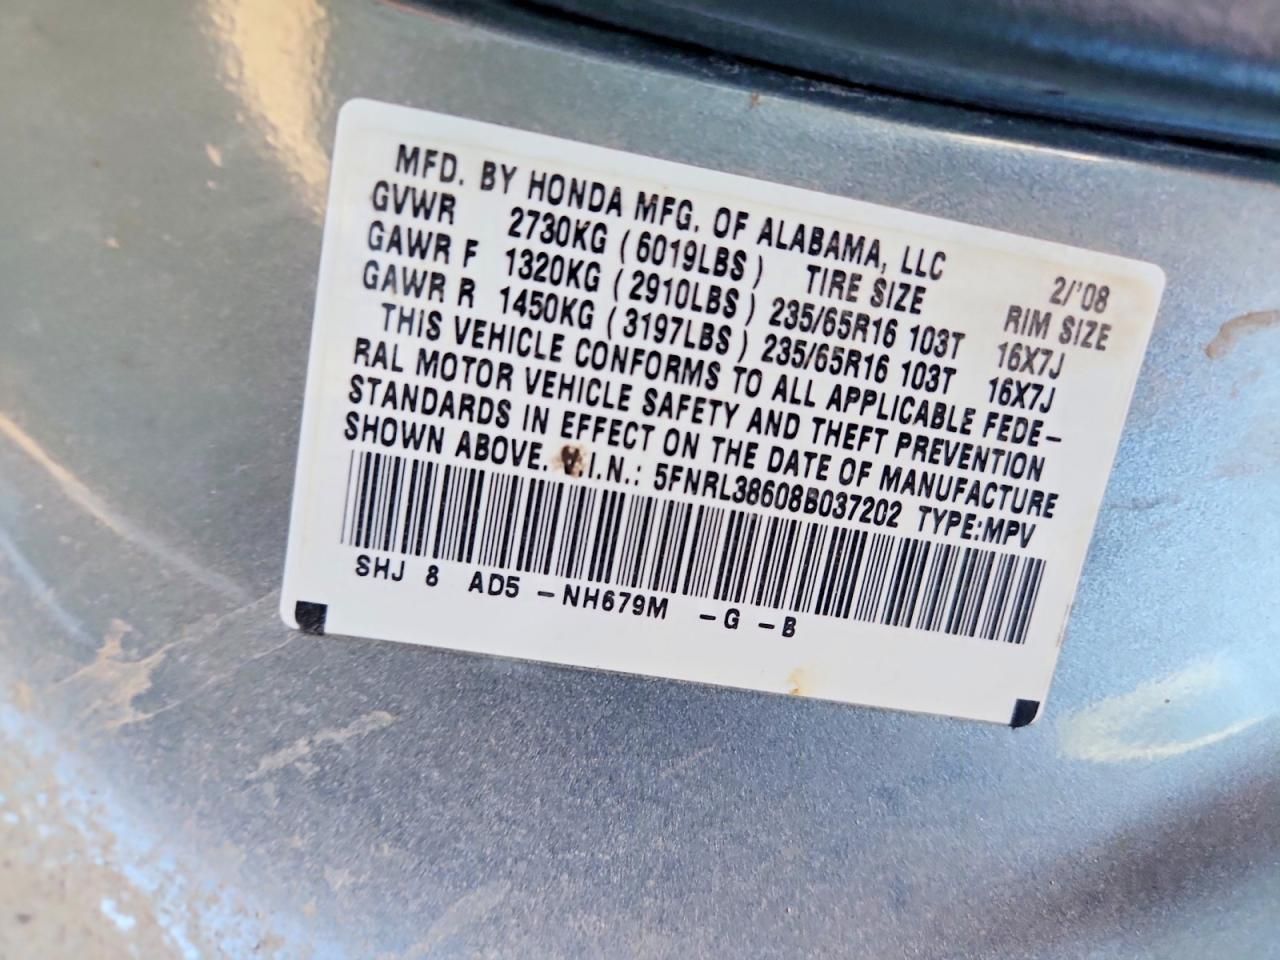 MFD. BY HONDA MFG. OF ALABAMA, LLC 2/'08
GVWR 2730KG (6019LBS) TIRE SIZE RIM SIZE
GAWR F 1320KG (2910LBS) 235/65R16 103T 16X7J
GAWR R 1450KG (3197LBS) 235/65R16 103T 16X7J
THIS VEHICLE CONFORMS TO ALL APPLICABLE FEDE-
RAL MOTOR VEHICLE SAFETY AND THEFT PREVENTION
STANDARDS IN EFFECT ON THE DATE OF MANUFACTURE
SHOWN ABOVE. V.I.N.: 5FNRL38608B037202 TYPE:MPV
SHJ 8 AD5 -NH679M -G -B